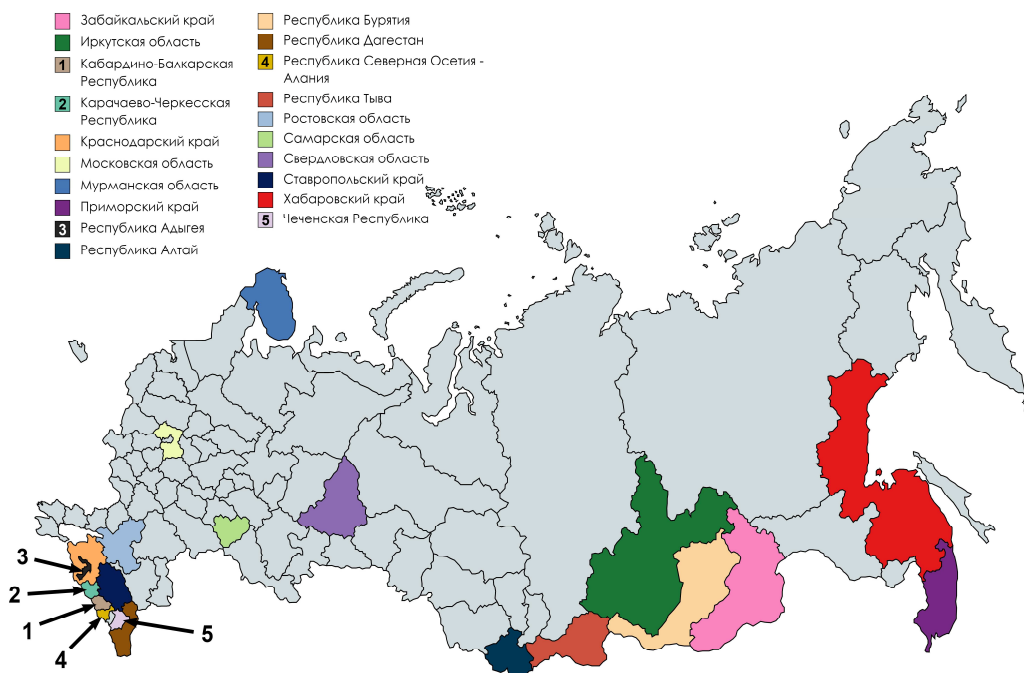 Забайкальский край
Иркутская область
1 Кабардино-Балкарская
Республика
2 Карачаево-Черкесская
Республика
Краснодарский край
Московская область
Мурманская область
Приморский край
3 Республика Адыгея
Республика Алтай
Республика Бурятия
Республика Дагестан
4 Республика Северная Осетия -
Алания
Республика Тыва
Ростовская область
Самарская область
Свердловская область
Ставропольский край
Хабаровский край
5 Чеченская Республика
3
2
1
4
5